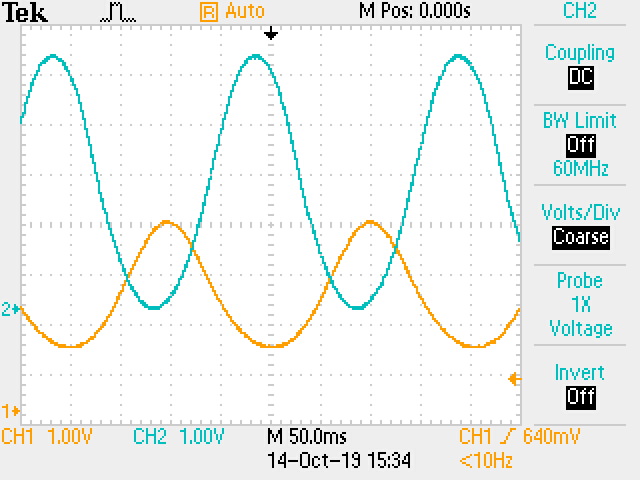 Tek
R Auto
M Pos: 0.000s
CH2
Coupling
DC
BW Limit
Off
60MHz
Volts/Div
Coarse
Probe
1X
Voltage
Invert
Off
2
1
CH1 1.00V
CH2 1.00V
M 50.0ms
CH1 640mV
14-Oct-19 15:34
<10Hz